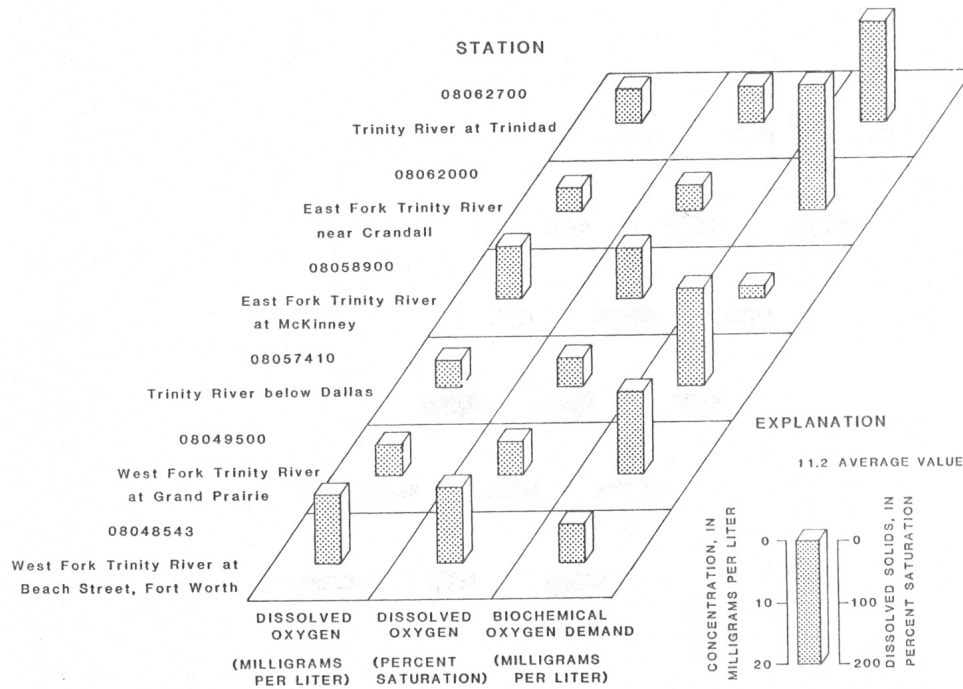 STATION
08062700
Trinity River at Trinidad
08062000
East Fork Trinity River
near Crandall
08058900
East Fork Trinity River
at McKinney
08057410
Trinity River below Dallas
08049500
West Fork Trinity River
at Grand Prairie
08048543
West Fork Trinity River at
Beach Street, Fort Worth
DISSOLVED
OXYGEN
(MILLIGRAMS
PER LITER)
DISSOLVED
OXYGEN
(PERCENT
SATURATION)
BIOCHEMICAL
OXYGEN DEMAND
(MILLIGRAMS
PER LITER)
EXPLANATION
11.2 AVERAGE VALUE
CONCENTRATION, IN
MILLIGRAMS PER LITER
0
10
20
0
100
200
DISSOLVED SOLIDS, IN
PERCENT SATURATION